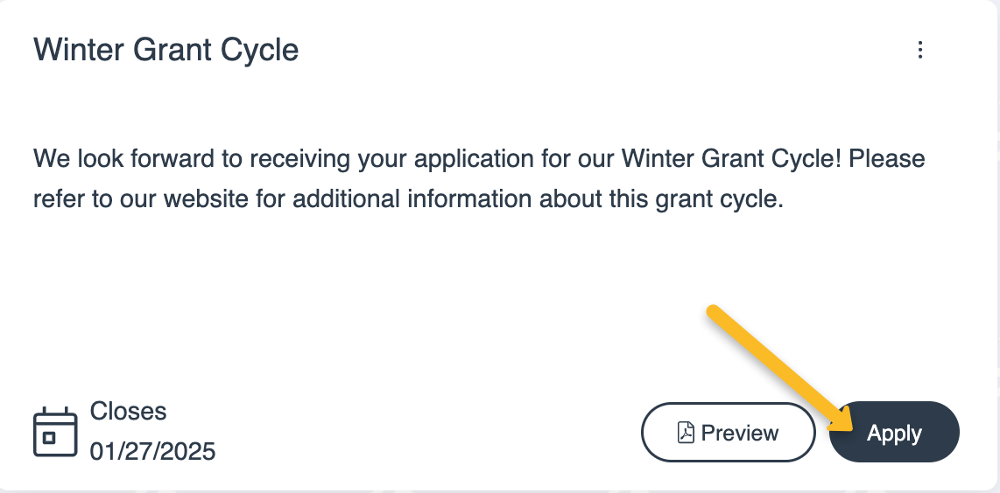 Winter Grant Cycle
We look forward to receiving your application for our Winter Grant Cycle! Please
refer to our website for additional information about this grant cycle.
Closes
01/27/2025
Preview
Apply